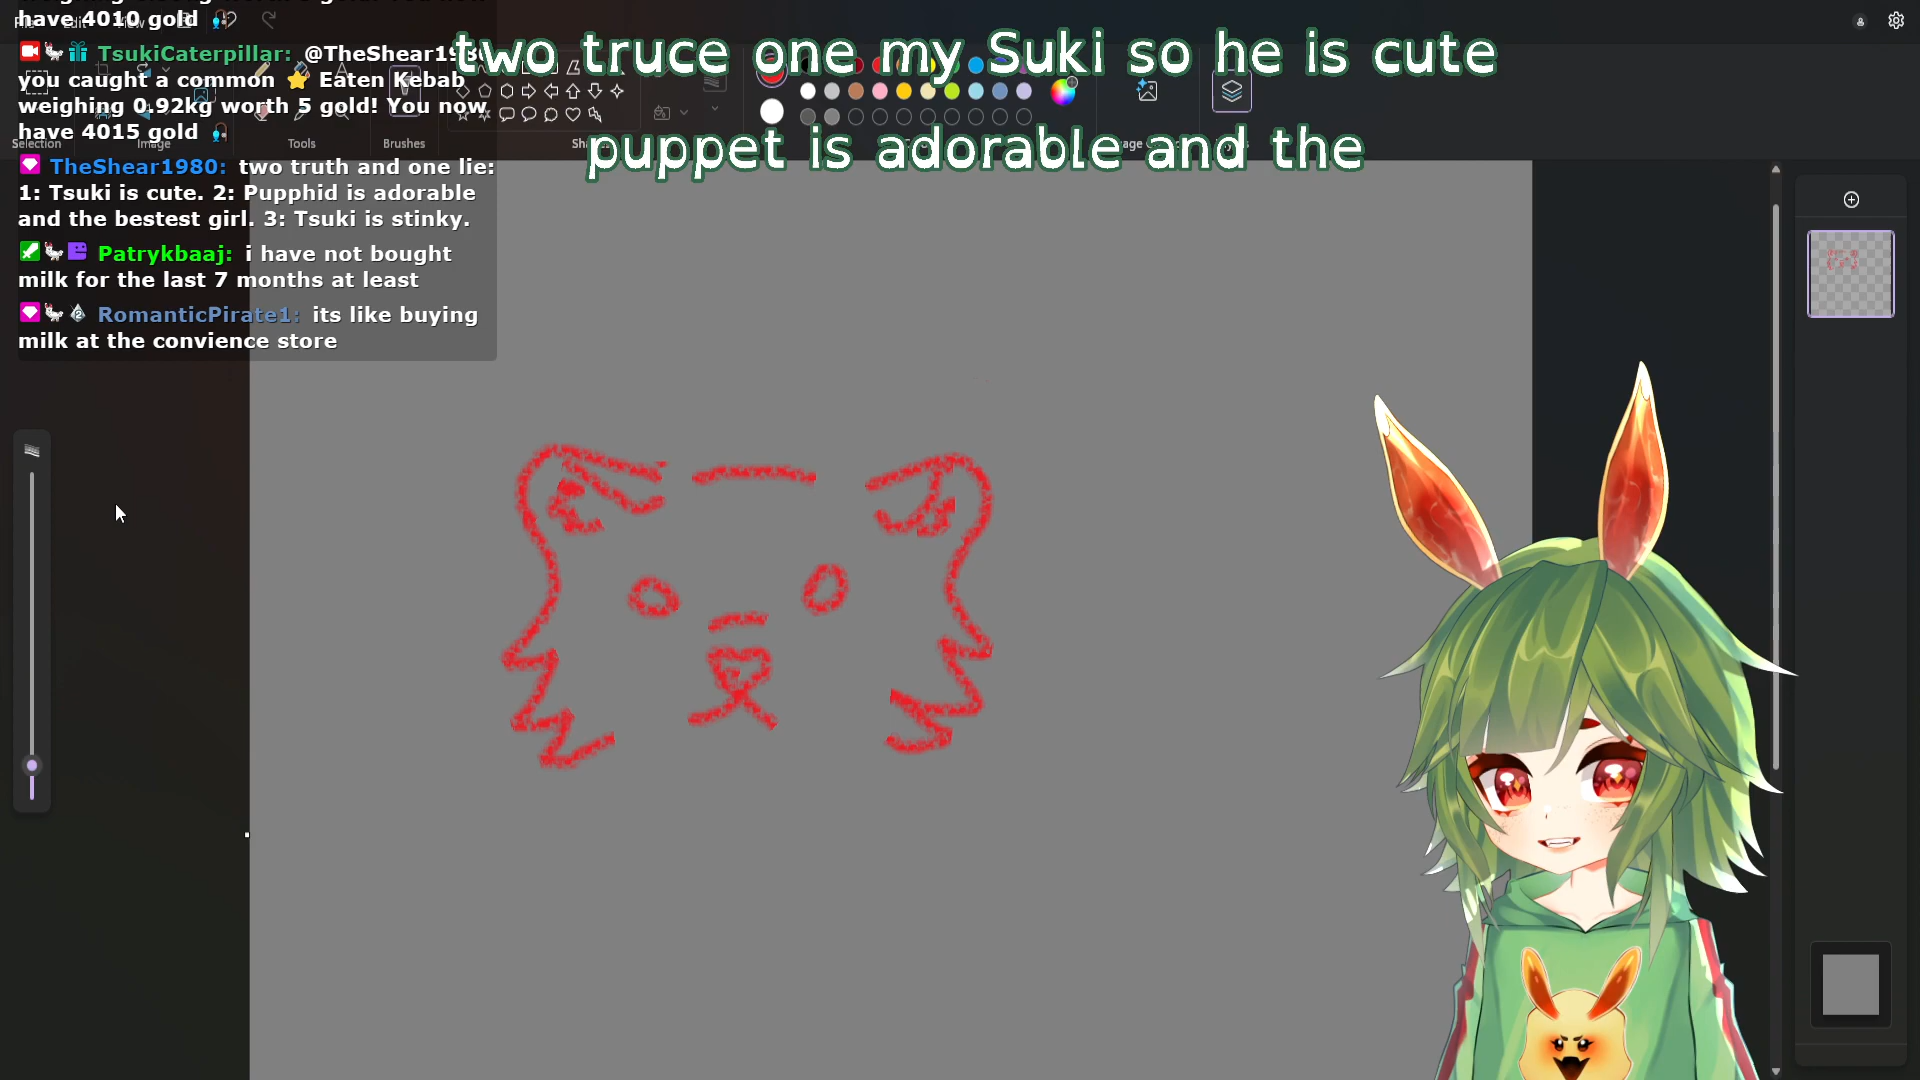 have 4010 gold
TsukiCaterpillar: @TheShear1980
you caught a common ⭐ Eaten Kebab
weighing 0.92kg worth 5 gold! You now
have 4015 gold
two truce one my Suki so he is cute
puppet is adorable and the
Selection
Image
Tools
Brushes
TheShear1980: two truth and one lie:
1: Tsuki is cute. 2: Pupphid is adorable
and the bestest girl. 3: Tsuki is stinky.
Patrykbaaj: i have not bought
milk for the last 7 months at least
RomanticPirate1: its like buying
milk at the convience store